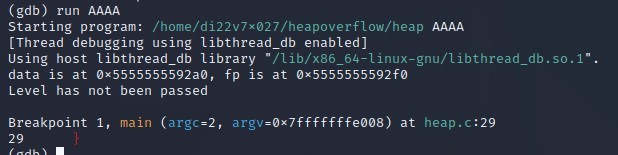 (gdb) run AAAA
Starting program: /home/di22v7×027/heapoverflow/heap AAAA
[Thread debugging using libthread_db enabled]
Using host libthread_db library "/lib/x86_64-linux-gnu/libthread_db.so.1".
data is at 0×5555555592a0, fp is at 0×5555555592f0
Level has not been passed
Breakpoint 1, main (argc=2, argv=0×7fffffffe008) at heap.c:29
29 }
(gdb)